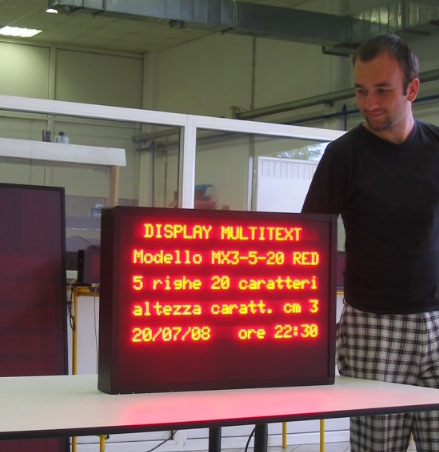 DISPLAY MULTITEXT
Modello MX3-5-20 RED
5 righe 20 caratteri
altezza caratt. cm 3
20/07/08 ore 22:30